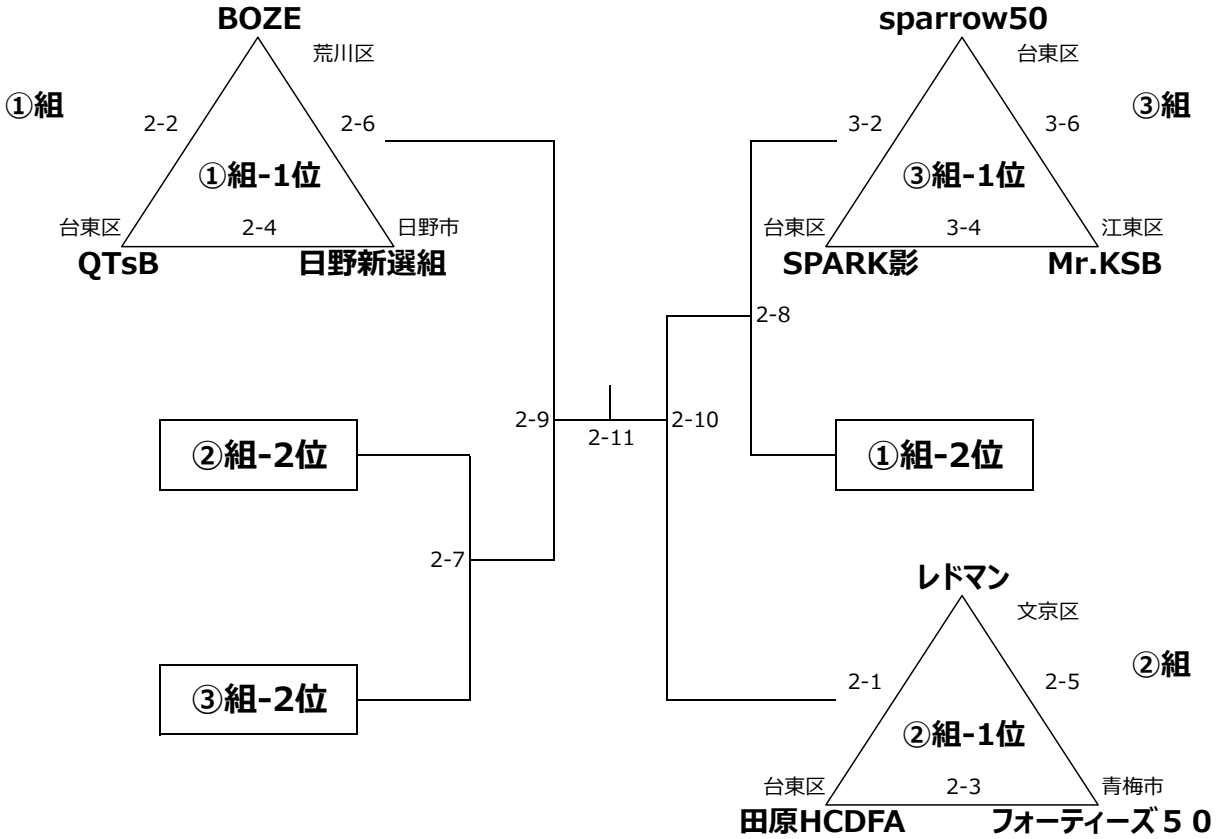 BOZE
荒川区
①組
2-2
2-6
①組-1位
台東区
2-4
日野市
QTsB
日野新選組
sparrow50
台東区
③組
3-2
3-6
③組-1位
台東区
3-4
江東区
SPARK影
Mr.KSB
2-8
2-9
2-11
2-10
②組-2位
①組-2位
2-7
③組-2位
レドマン
文京区
②組
2-1
2-5
②組-1位
台東区
2-3
青梅市
田原HCDFA
フォーティーズ５０